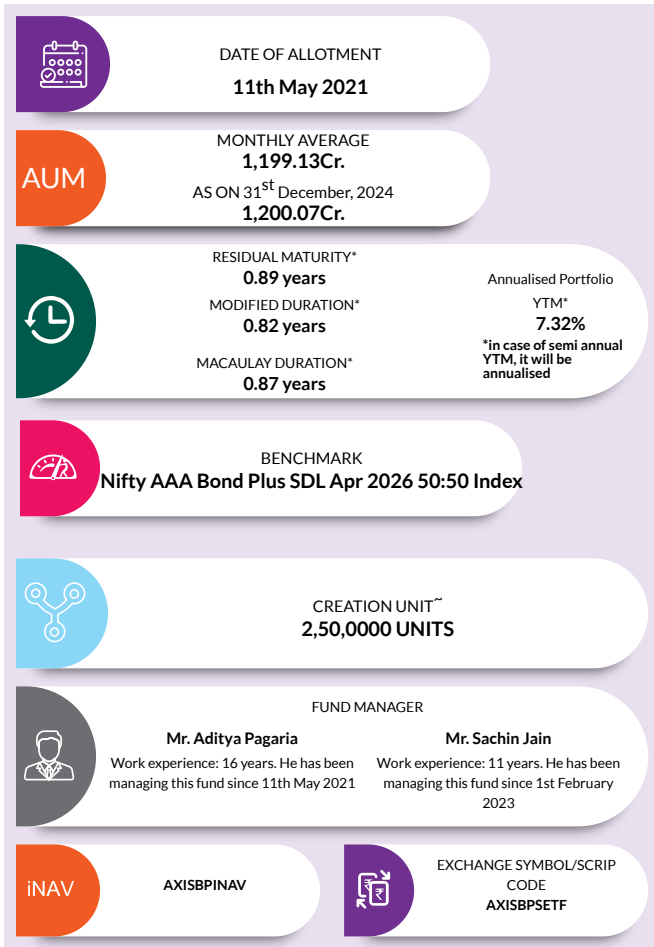 DATE OF ALLOTMENT
11th May 2021
AUM
MONTHLY AVERAGE
1,199.13Cr.
AS ON 31st December, 2024
1,200.07Cr.
RESIDUAL MATURITY*
0.89 years
MODIFIED DURATION*
0.82 years
MACAULAY DURATION*
0.87 years
Annualised Portfolio
YTM*
7.32%
*in case of semi annual
YTM, it will be
annualised
BENCHMARK
Nifty AAA Bond Plus SDL Apr 2026 50:50 Index
CREATION UNIT~
2,50,0000 UNITS
FUND MANAGER
Mr. Aditya Pagaria
Work experience: 16 years. He has been
managing this fund since 11th May 2021
Mr. Sachin Jain
Work experience: 11 years. He has been
managing this fund since 1st February
2023
iNAV
AXISBPINAV
₹
₹
EXCHANGE SYMBOL/SCRIP
CODE
AXISBPSETF